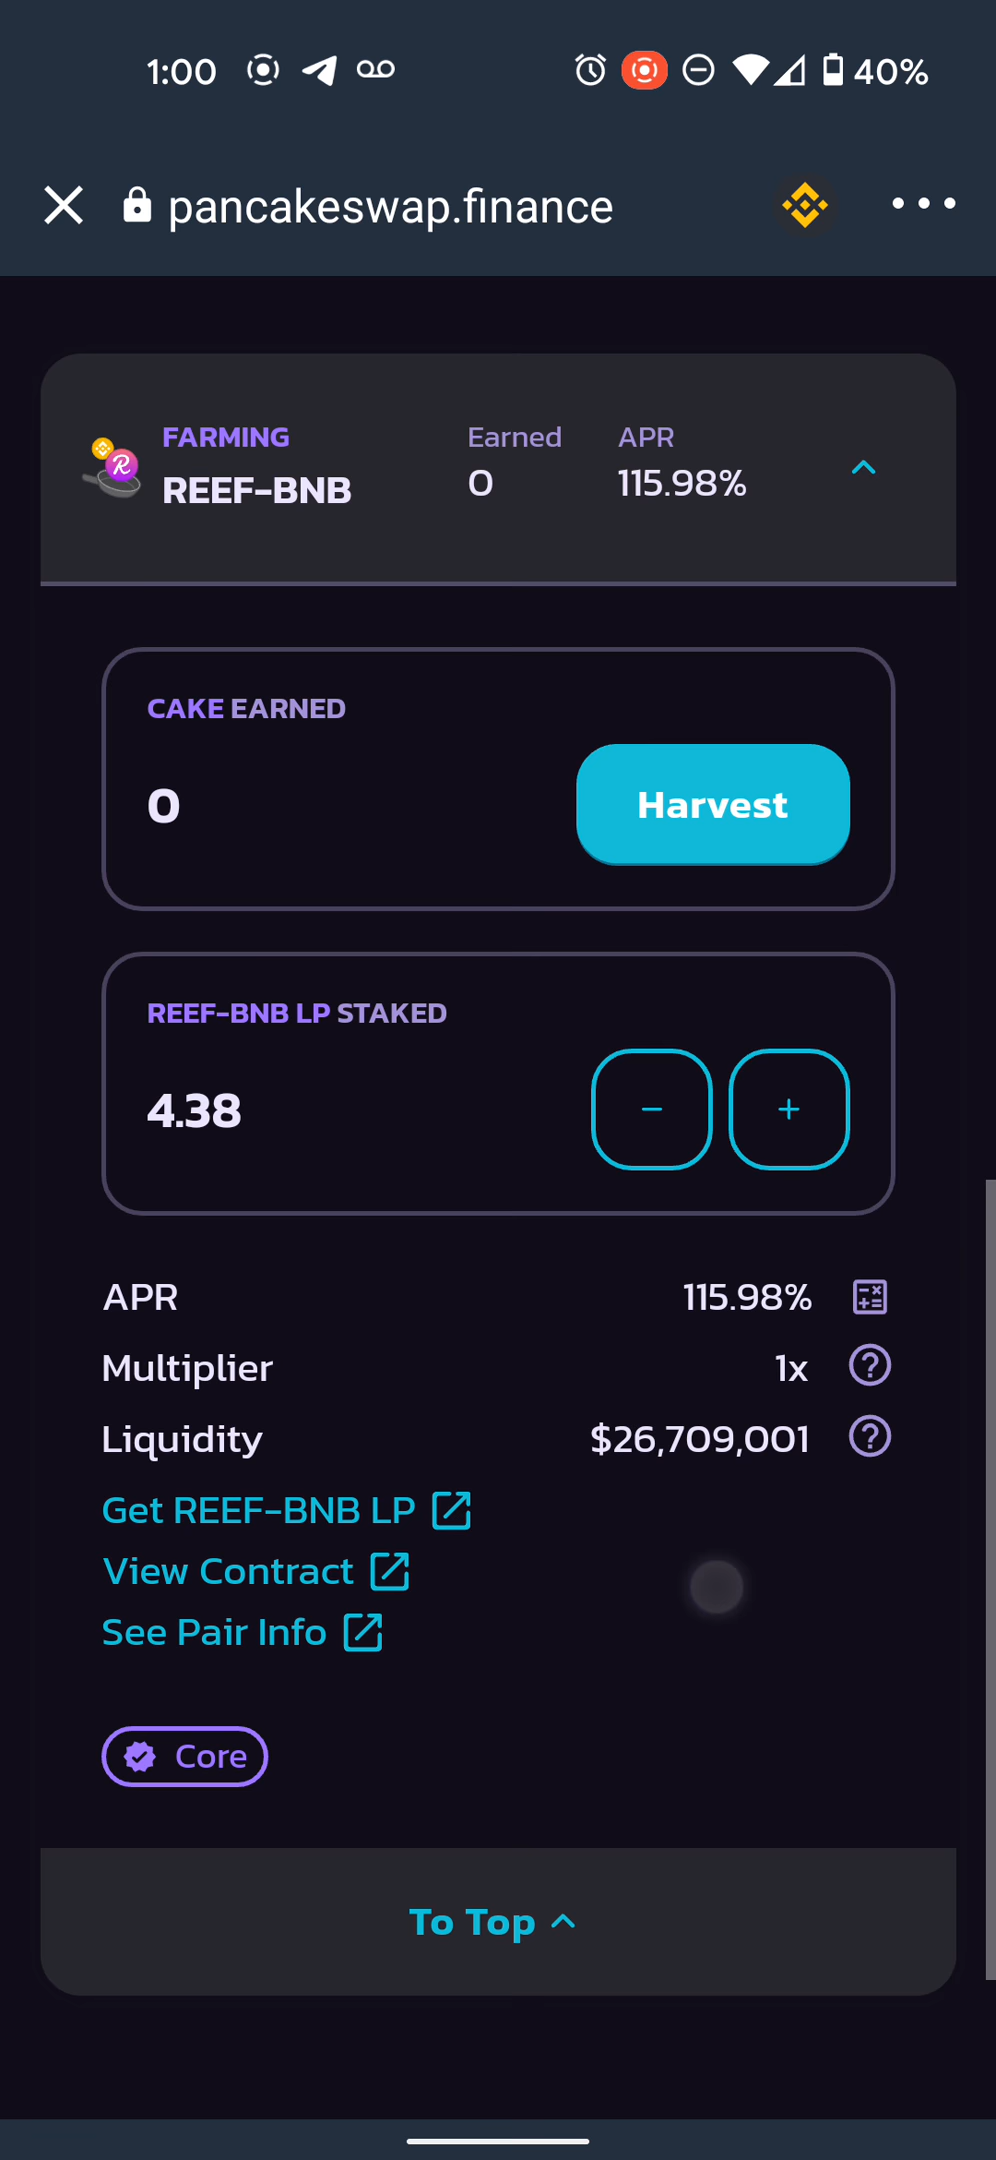 1:00
40%
pancakeswap.finance
FARMING
REEF-BNB
Earned
0
APR
115.98%
CAKE EARNED
0
Harvest
REEF-BNB LP STAKED
4.38
− +
APR 115.98%
Multiplier 1x
Liquidity $26,709,001
Get REEF-BNB LP
View Contract
See Pair Info
Core
To Top